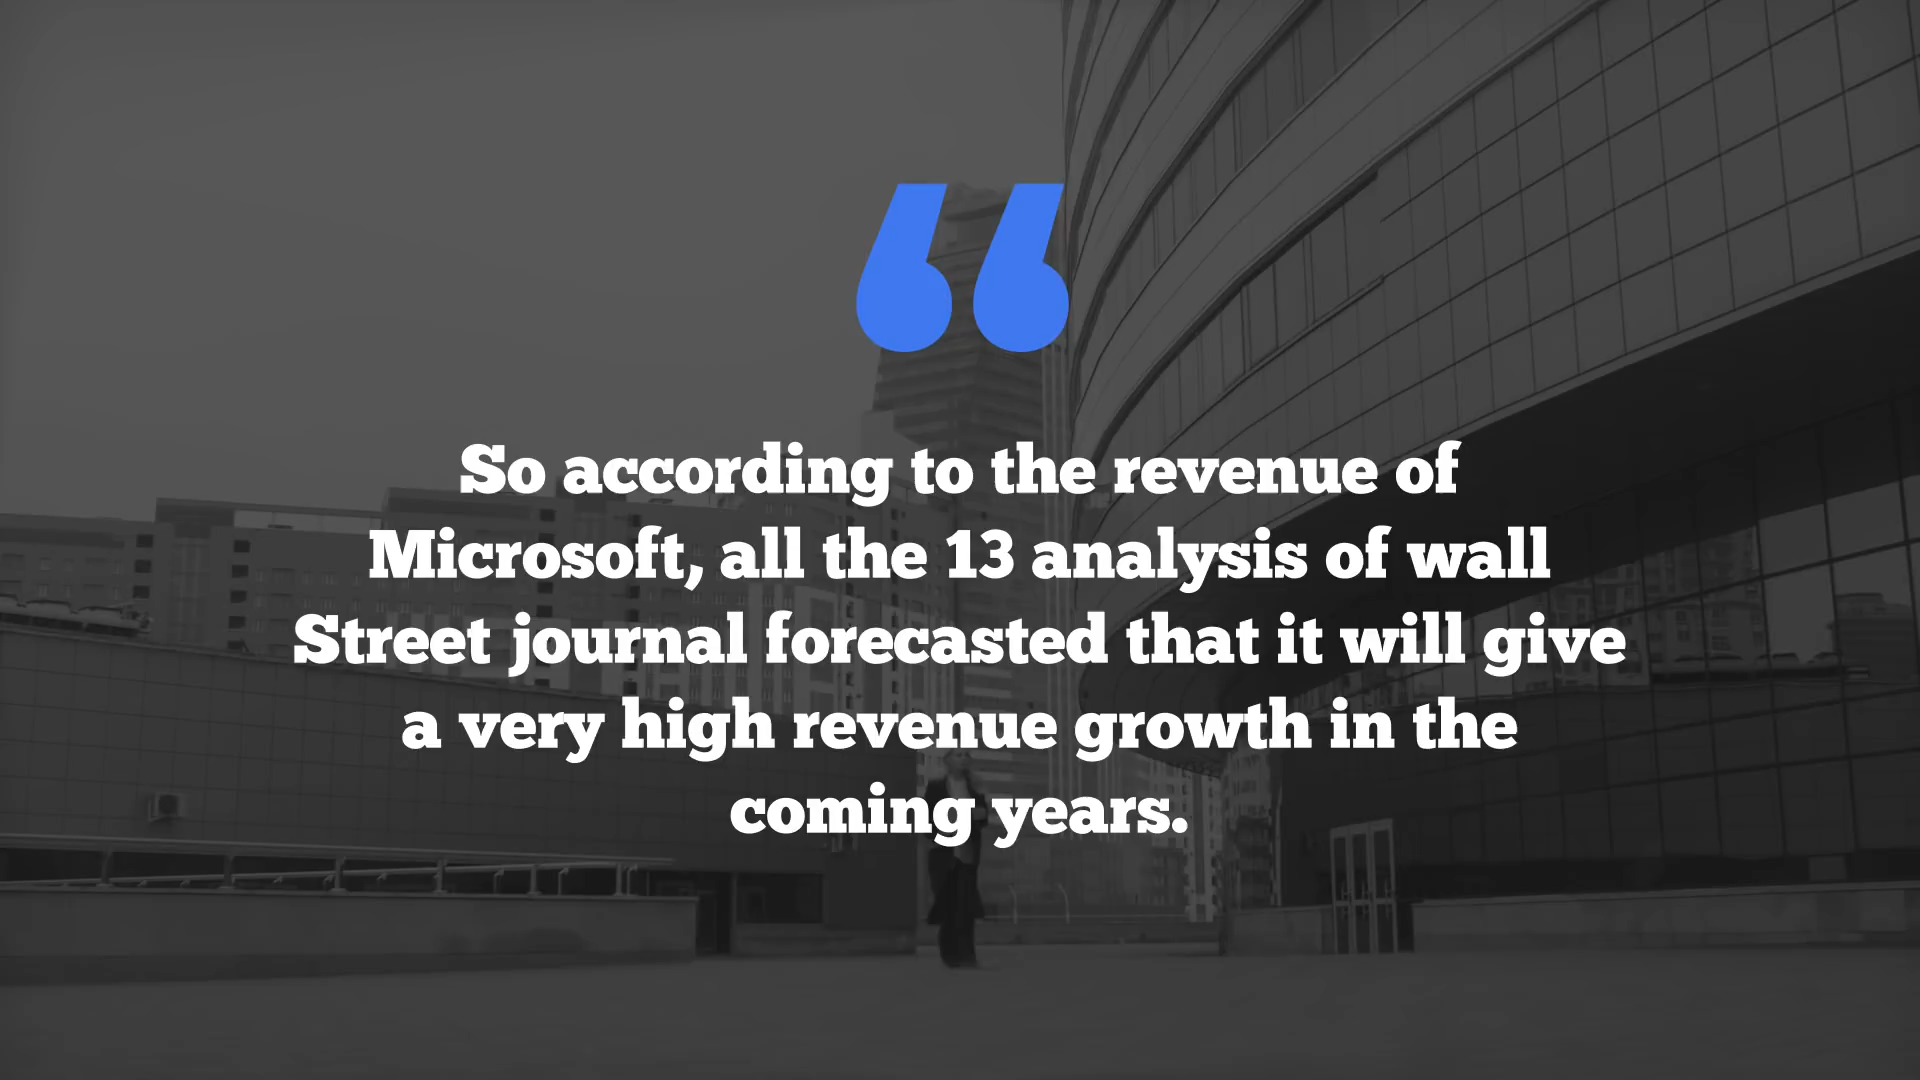 “
So according to the revenue of
Microsoft, all the 13 analysis of wall
Street journal forecasted that it will give
a very high revenue growth in the
coming years.